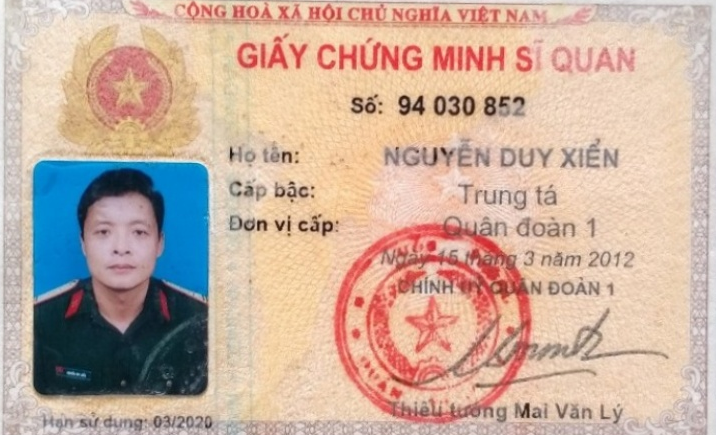 CỘNG HOÀ XÃ HỘI CHỦ NGHĨA VIỆT NAM
GIẤY CHỨNG MINH SĨ QUAN
Số: 94 030 852
Họ tên: NGUYỄN DUY XIỂN
Cấp bậc: Trung tá
Đơn vị cấp: Quân đoàn 1
Ngày 15 tháng 3 năm 2012
CHÍNH UỶ QUÂN ĐOÀN 1
QUÂN
Thiếu tướng Mai Văn Lý
Hạn sử dụng: 03/2020